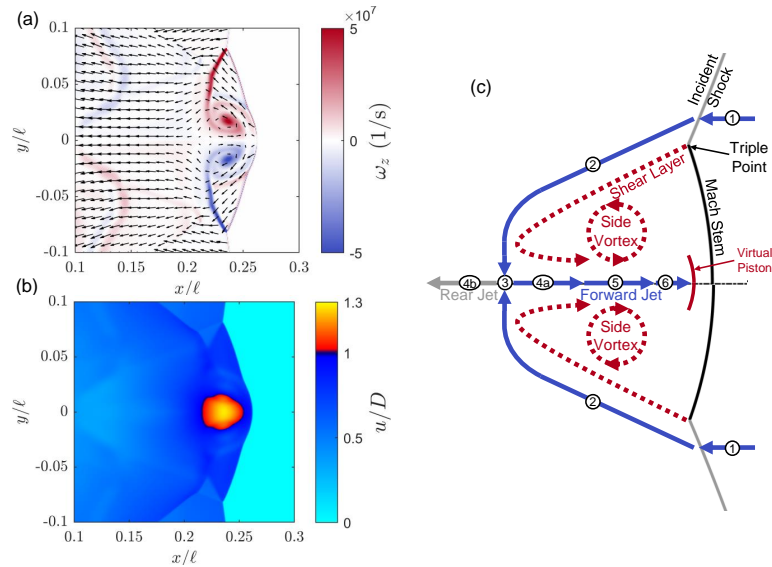 (a)
×10⁷
0.1
0.05
0
-0.05
-0.1
y/ℓ
0.1
0.15
0.2
0.25
0.3
x/ℓ
5
0
-5
ω_z (1/s)
(b)
0.1
0.05
0
-0.05
-0.1
y/ℓ
0.1
0.15
0.2
0.25
0.3
x/ℓ
1.3
1
0.5
0
u/D
(c)
Incident
Shock
1
Triple
Point
2
Shear Layer
Mach Stem
Side
Vortex
Virtual
Piston
4b
3
4a
5
6
Rear Jet
Forward Jet
Side
Vortex
2
1